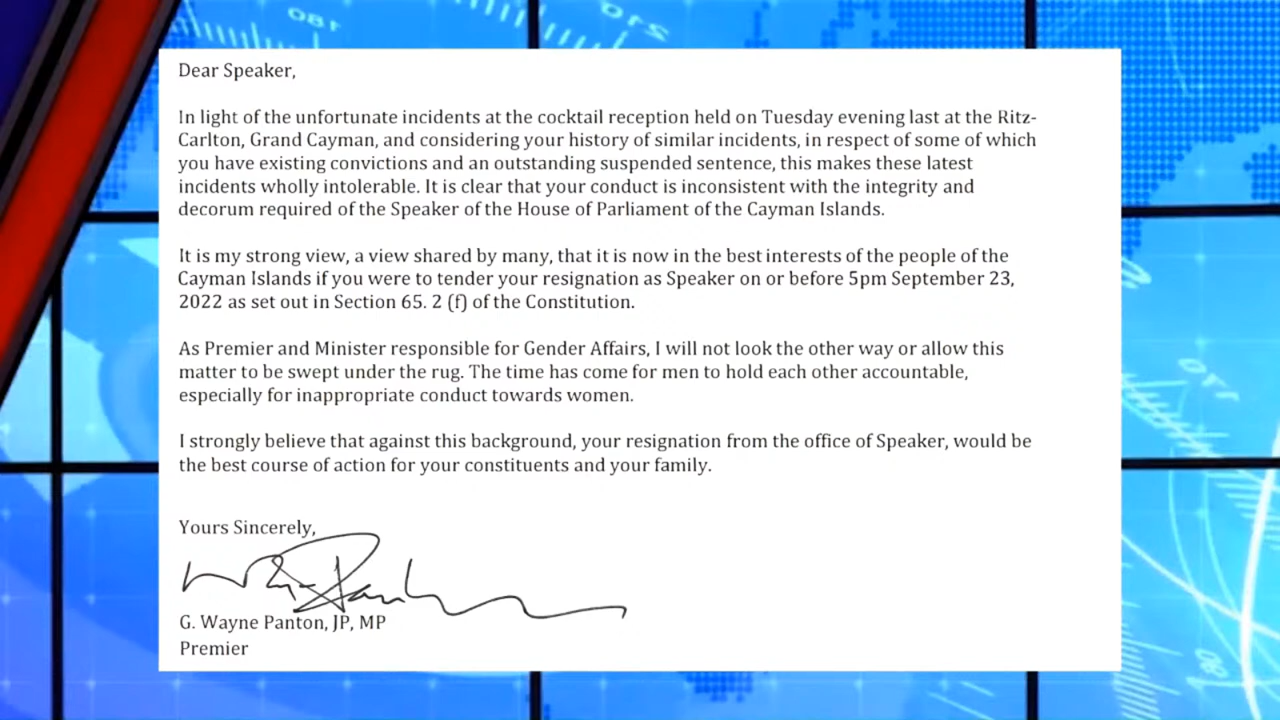 Dear Speaker,
In light of the unfortunate incidents at the cocktail reception held on Tuesday evening last at the Ritz-
Carlton, Grand Cayman, and considering your history of similar incidents, in respect of some of which
you have existing convictions and an outstanding suspended sentence, this makes these latest
incidents wholly intolerable. It is clear that your conduct is inconsistent with the integrity and
decorum required of the Speaker of the House of Parliament of the Cayman Islands.
It is my strong view, a view shared by many, that it is now in the best interests of the people of the
Cayman Islands if you were to tender your resignation as Speaker on or before 5pm September 23,
2022 as set out in Section 65. 2 (f) of the Constitution.
As Premier and Minister responsible for Gender Affairs, I will not look the other way or allow this
matter to be swept under the rug. The time has come for men to hold each other accountable,
especially for inappropriate conduct towards women.
I strongly believe that against this background, your resignation from the office of Speaker, would be
the best course of action for your constituents and your family.
Yours Sincerely,
G. Wayne Panton, JP, MP
Premier